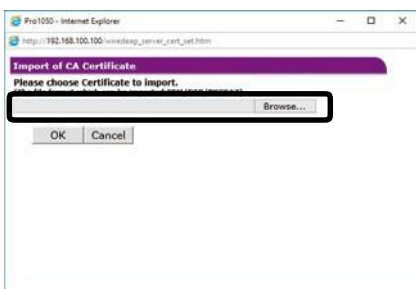 Pro1050 - Internet Explorer
http://192.168.100.100/wiredeap_server_cert_set.htm
Import of CA Certificate
Please choose Certificate to import.
Browse...
OK Cancel